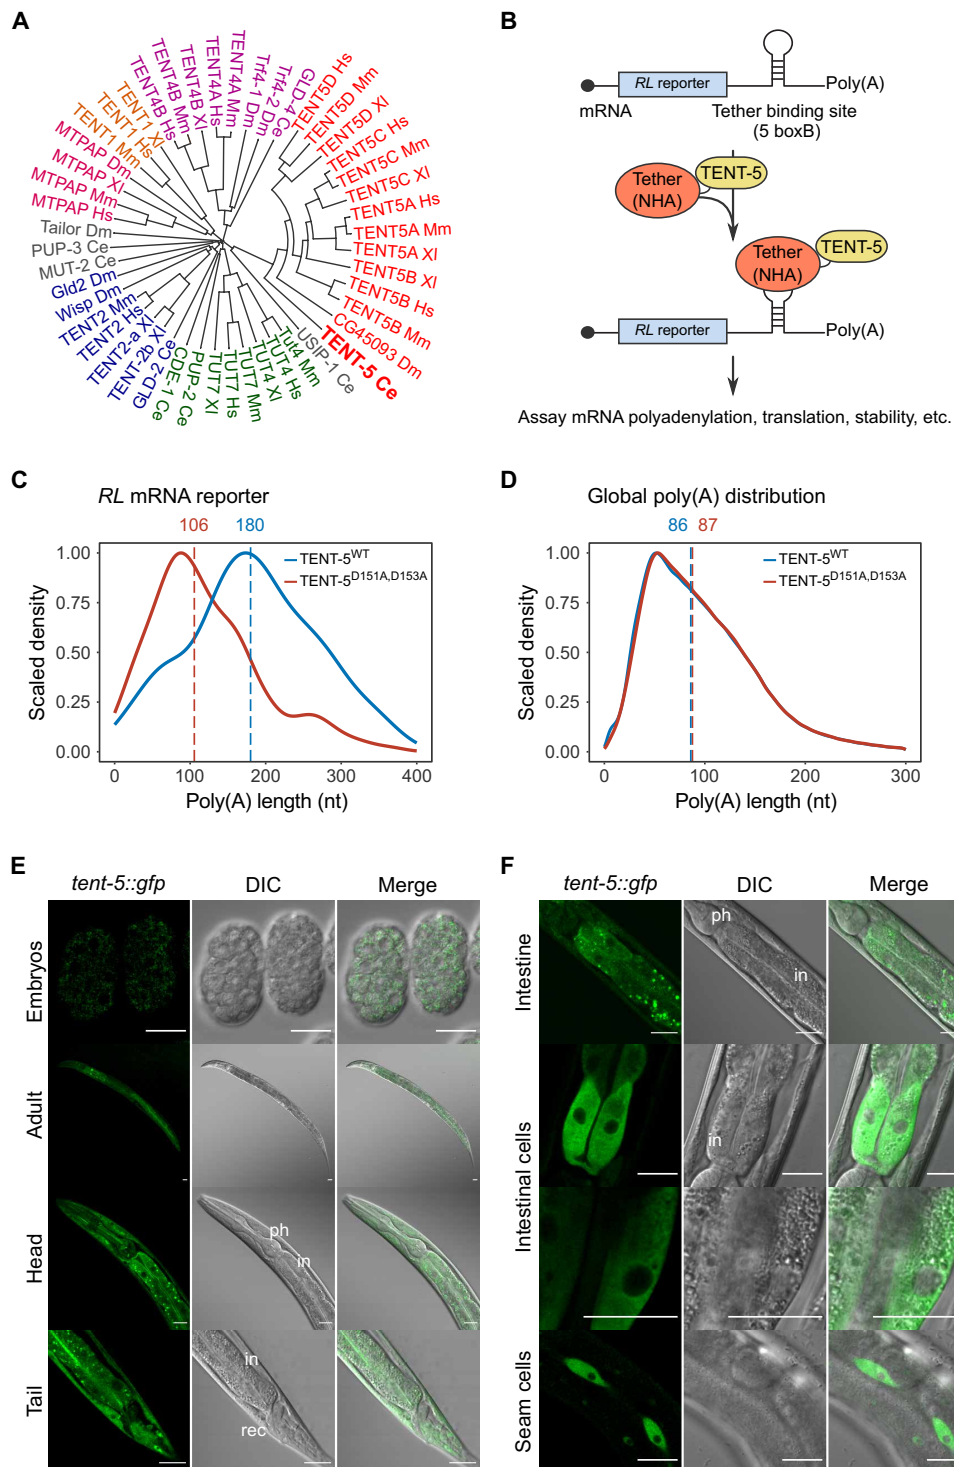 A
TENT4B Hs
TENT4B Mm
TENT4B Xl
TENT4A Hs
TENT4A Mm
Trf4-1 Dm
Trf4-2 Dm
GLD-4 Ce
TENT5D Hs
TENT5D Mm
TENT5D Xl
TENT5C Hs
TENT5C Mm
TENT5C Xl
TENT5A Hs
TENT5A Mm
TENT5A Xl
TENT5B Xl
TENT5B Hs
TENT5B Mm
CG45093 Dm
TENT-5 Ce
USIP-1 Ce
Tut4 Mm
TUT4 Hs
TUT4 Xl
TUT7 Mm
TUT7 Hs
TUT7 Xl
PUP-2 Ce
CDE-1 Ce
GLD-2 Ce
TENT-2b Xl
TENT2-a Xl
TENT2 Hs
TENT2 Mm
Wisp Dm
Gld2 Dm
MUT-2 Ce
PUP-3 Ce
Tailor Dm
MTPAP Hs
MTPAP Mm
MTPAP Xl
MTPAP Dm
TENT1 Mm
TENT1 Hs
TENT1 Xl
B
RL reporter
Poly(A)
mRNA
Tether binding site
(5 boxB)
Tether
(NHA)
TENT-5
Tether
(NHA)
TENT-5
RL reporter
Poly(A)
Assay mRNA polyadenylation, translation, stability, etc.
C
RL mRNA reporter
106
180
1.00
0.75
0.50
0.25
0.00
Scaled density
TENT-5WT
TENT-5D151A,D153A
0
100
200
300
400
Poly(A) length (nt)
D
Global poly(A) distribution
86
87
1.00
0.75
0.50
0.25
0.00
Scaled density
TENT-5WT
TENT-5D151A,D153A
0
100
200
300
Poly(A) length (nt)
E
tent-5::gfp
DIC
Merge
Embryos
Adult
Head
ph
in
Tail
in
rec
F
tent-5::gfp
DIC
Merge
Intestine
ph
in
Intestinal cells
in
Seam cells